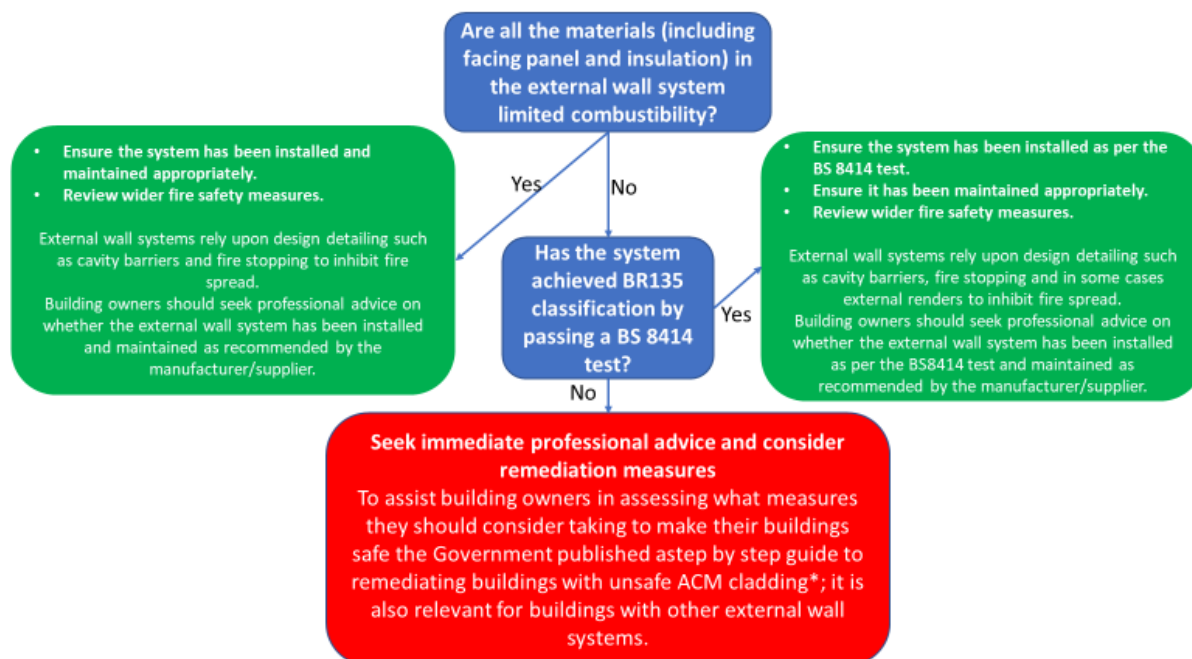 Are all the materials (including
facing panel and insulation) in
the external wall system
limited combustibility?
Yes
No
• Ensure the system has been installed and
maintained appropriately.
• Review wider fire safety measures.
External wall systems rely upon design detailing such
as cavity barriers and fire stopping to inhibit fire
spread.
Building owners should seek professional advice on
whether the external wall system has been installed
and maintained as recommended by the
manufacturer/supplier.
Has the system
achieved BR135
classification by
passing a BS 8414
test?
Yes
No
• Ensure the system has been installed as per the
BS 8414 test.
• Ensure it has been maintained appropriately.
• Review wider fire safety measures.
External wall systems rely upon design detailing such
as cavity barriers, fire stopping and in some cases
external renders to inhibit fire spread.
Building owners should seek professional advice on
whether the external wall system has been installed
as per the BS8414 test and maintained as
recommended by the manufacturer/supplier.
Seek immediate professional advice and consider
remediation measures
To assist building owners in assessing what measures
they should consider taking to make their buildings
safe the Government published astep by step guide to
remediating buildings with unsafe ACM cladding*; it is
also relevant for buildings with other external wall
systems.